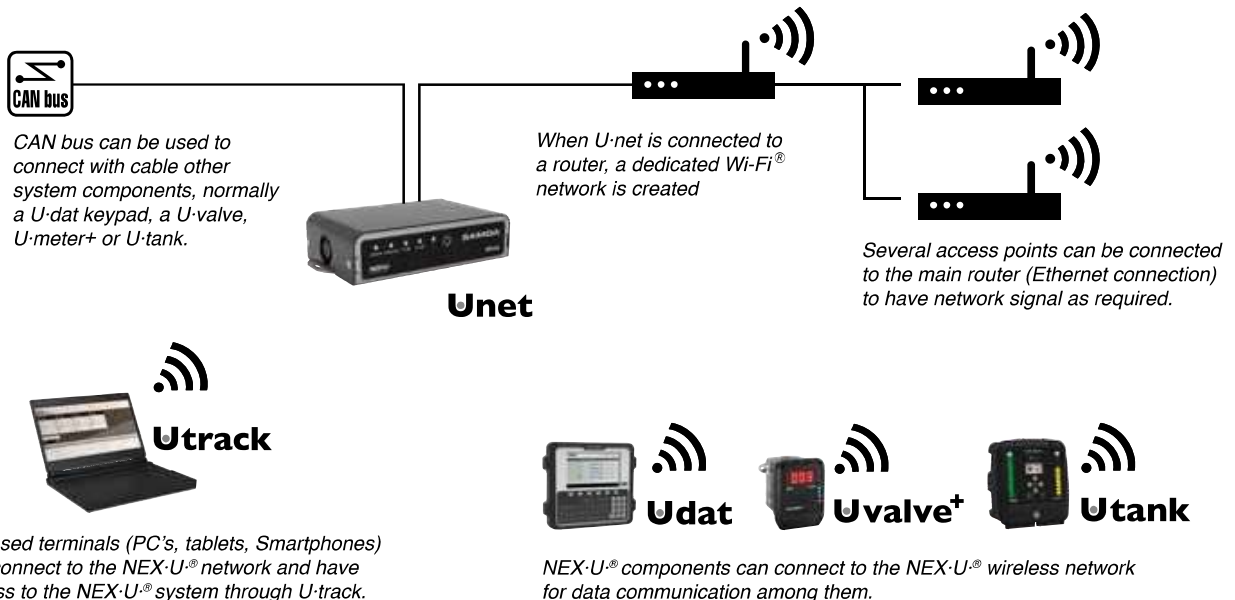 CAN bus
CAN bus can be used to
connect with cable other
system components, normally
a U·dat keypad, a U·valve,
U·meter+ or U·tank.
When U·net is connected to
a router, a dedicated Wi-Fi®
network is created
Several access points can be connected
to the main router (Ethernet connection)
to have network signal as required.
SAMOA
Unet
Utrack
sed terminals (PC's, tablets, Smartphones)
onnect to the NEX·U·® network and have
ss to the NEX·U·® system through U·track.
Udat
003
Uvalve+
Utank
NEX·U·® components can connect to the NEX·U·® wireless network
for data communication among them.